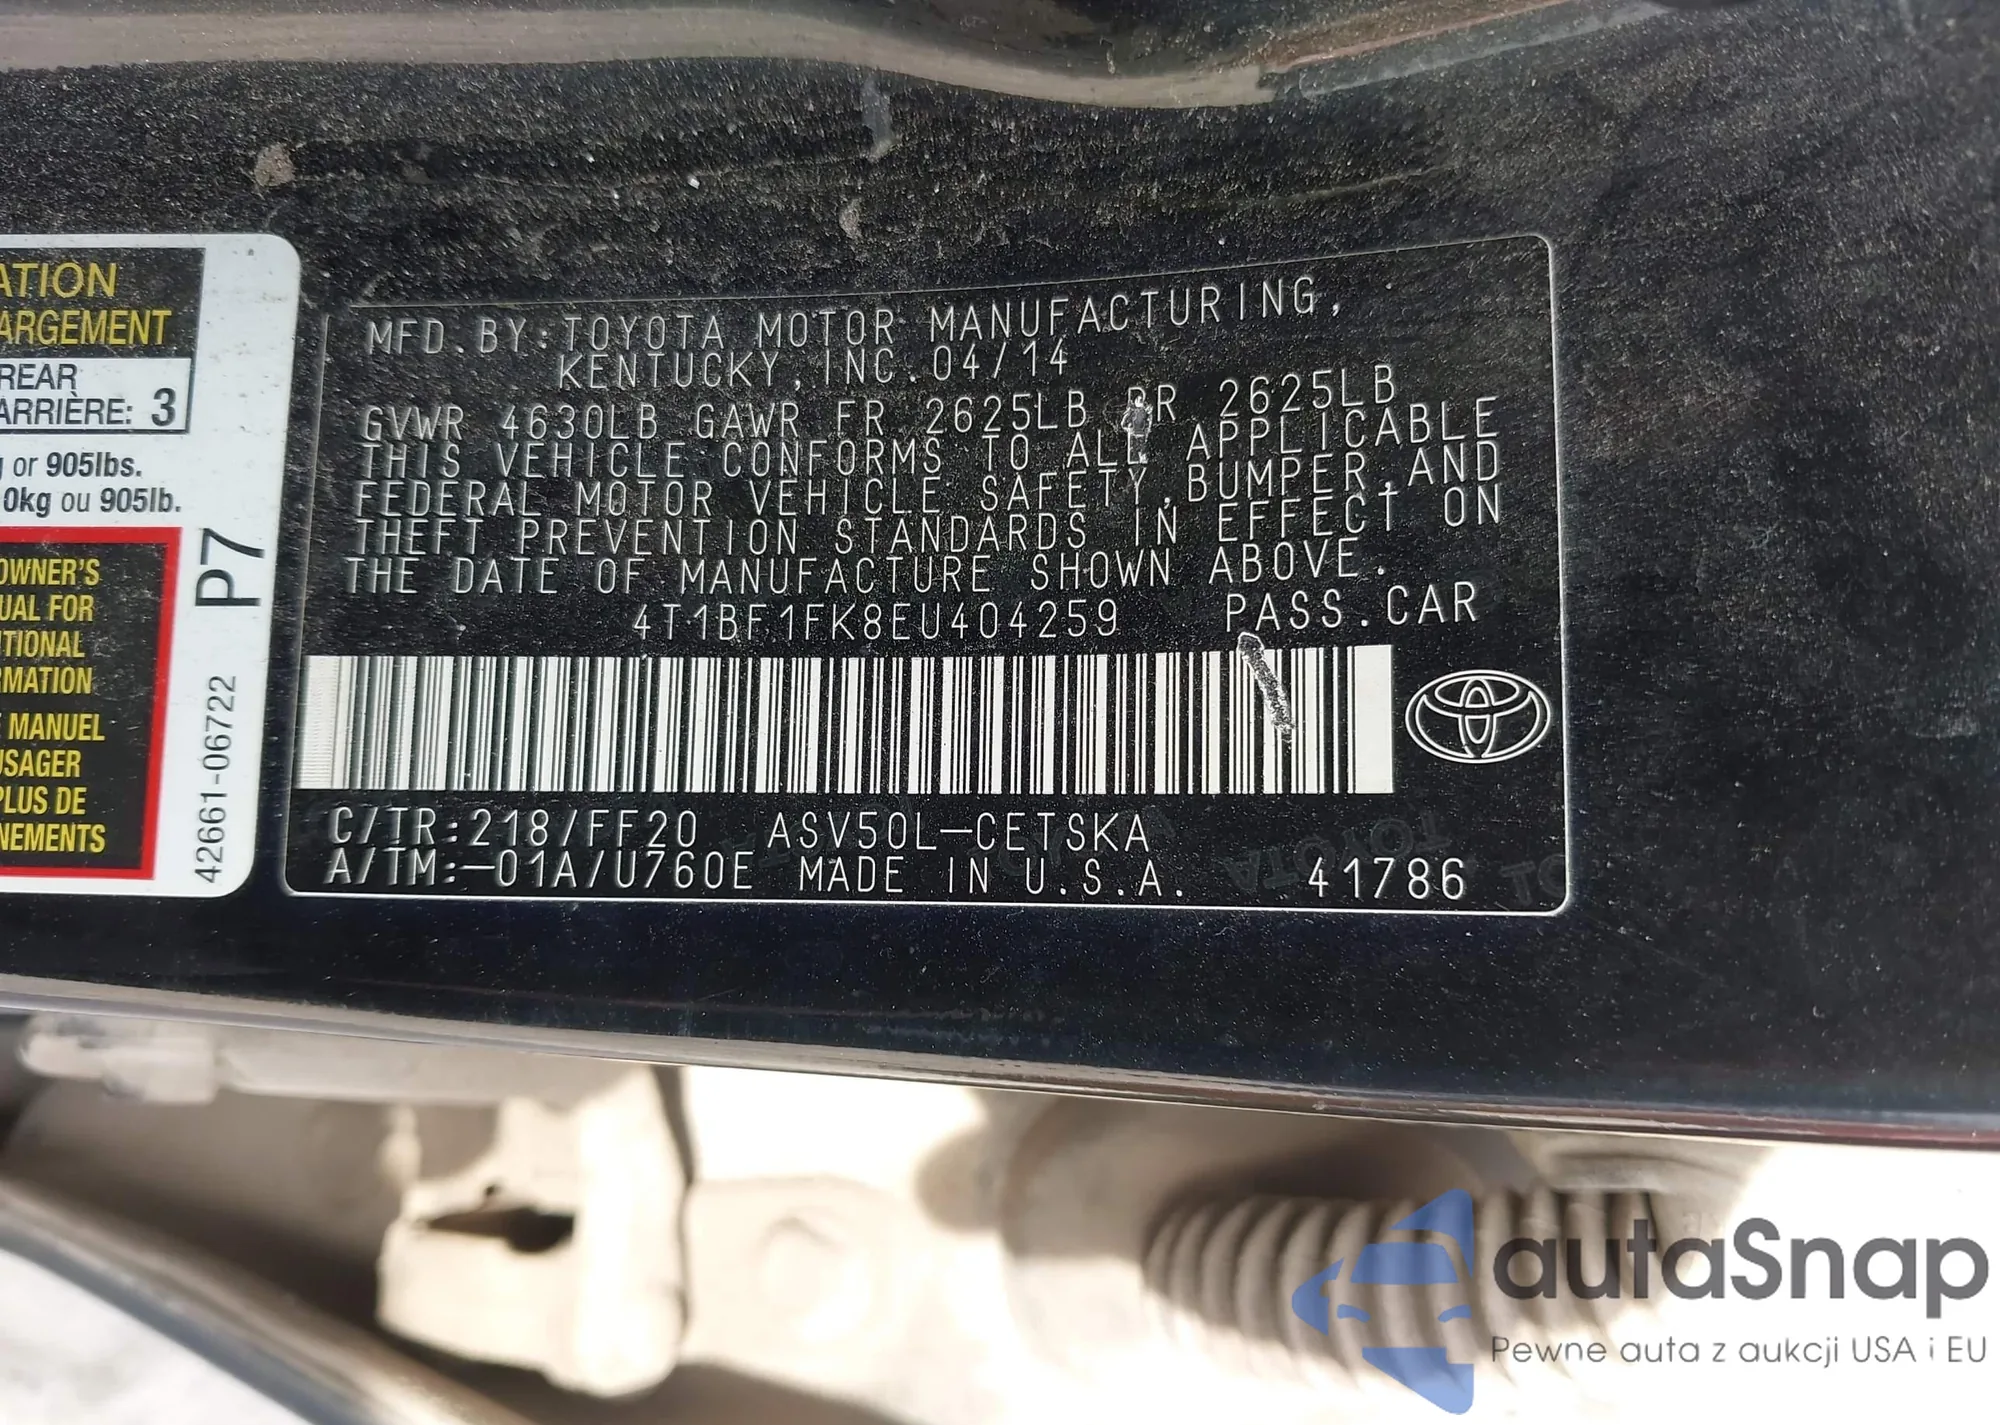 ATION
ARGEMENT
REAR
ARRIÈRE: 3
g or 905lbs.
0kg ou 905lb.
OWNER'S
UAL FOR
ITIONAL
RMATION
E MANUEL
USAGER
PLUS DE
NEMENTS
42661-06722 P7
MFD. BY: TOYOTA MOTOR MANUFACTURING,
KENTUCKY, INC. 04/14
GVWR 4630LB GAWR FR 2625LB RR 2625LB
THIS VEHICLE CONFORMS TO ALL APPLICABLE
FEDERAL MOTOR VEHICLE SAFETY, BUMPER, AND
THEFT PREVENTION STANDARDS IN EFFECT ON
THE DATE OF MANUFACTURE SHOWN ABOVE.
4T1BF1FK8EU404259 PASS. CAR
C/TR: 218/FF20 ASV50L-CETSKA
A/TM: -01A/U760E MADE IN U.S.A. 41786
TOYOTA
autaSnap
Pewne auta z aukcji USA i EU